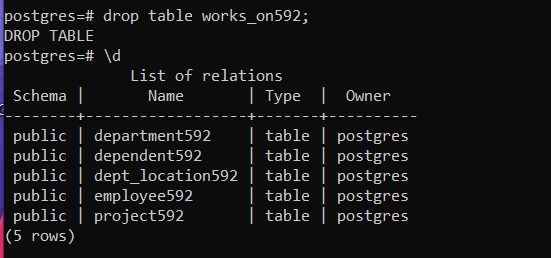 postgres=# drop table works_on592;
DROP TABLE
postgres=# \d
List of relations
Schema | Name | Type | Owner
--------+------------------+-------+----------
public | department592 | table | postgres
public | dependent592 | table | postgres
public | dept_location592 | table | postgres
public | employee592 | table | postgres
public | project592 | table | postgres
(5 rows)